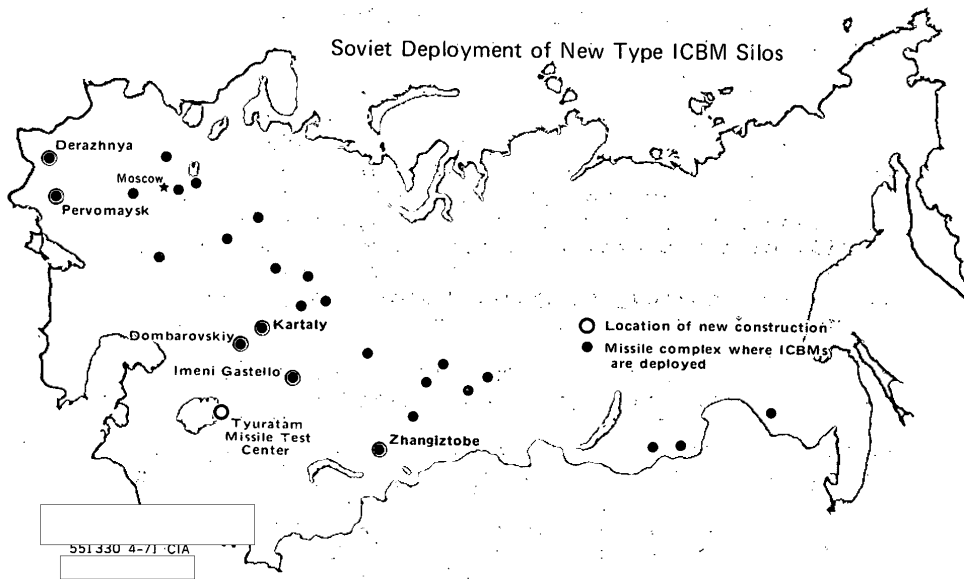 Soviet Deployment of New Type ICBM Silos
Derazhnya
Moscow
Pervomaysk
Kartaly
Dombarovskiy
Imeni Gastello
Location of new construction
Missile complex where ICBMs
are deployed
Tyuratam
Missile Test
Center
Zhangiztobe
551330 4-71 CIA